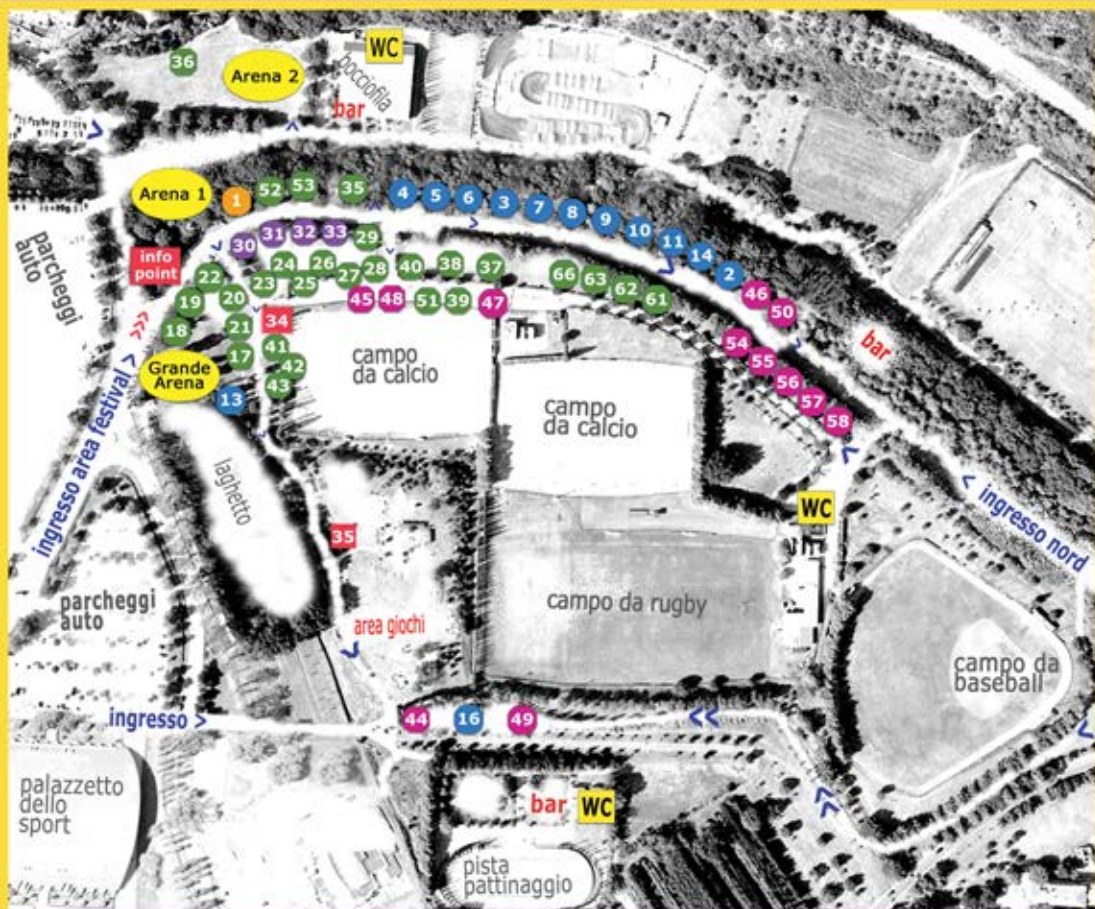 36
Arena 2
WC
bocciofila
bar
Arena 1
1
52
53
35
4
5
6
3
7
8
9
10
11
14
2
46
50
info
point
30
31
32
33
29
parcheggi
auto
22
24
26
28
40
38
37
66
63
62
61
23
25
27
19
20
45
48
51
39
47
18
21
34
>>>
17
41
42
43
campo
da calcio
54
55
56
57
58
bar
Grande
Arena
13
ingresso area festival >
campo
da calcio
laghetto
WC
< ingresso nord
35
parcheggi
auto
area giochi
campo da rugby
campo da
baseball
ingresso >
44
16
49
<<
palazzetto
dello
sport
bar
WC
pista
pattinaggio